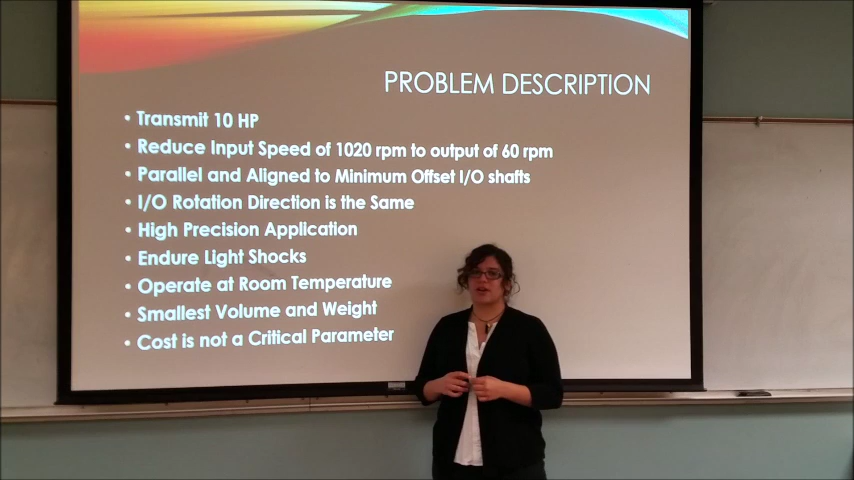 PROBLEM DESCRIPTION
• Transmit 10 HP
• Reduce Input Speed of 1020 rpm to output of 60 rpm
• Parallel and Aligned to Minimum Offset I/O shafts
• I/O Rotation Direction is the Same
• High Precision Application
• Endure Light Shocks
• Operate at Room Temperature
• Smallest Volume and Weight
• Cost is not a Critical Parameter